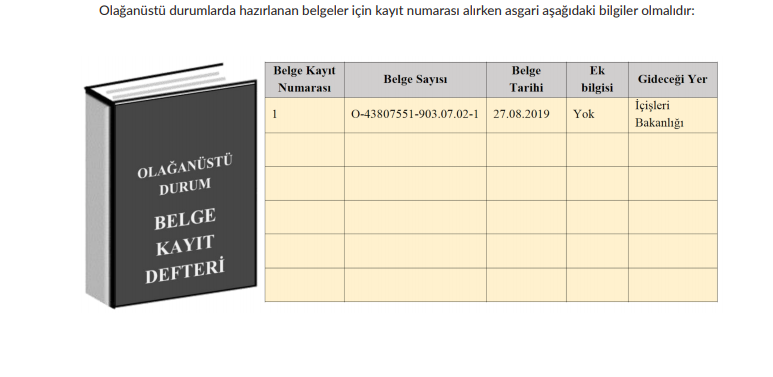 Olağanüstü durumlarda hazırlanan belgeler için kayıt numarası alırken asgari aşağıdaki bilgiler olmalıdır:
OLAĞANÜSTÜ
DURUM
BELGE
KAYIT
DEFTERİ
Belge Kayıt Numarası Belge Sayısı Belge Tarihi Ek bilgisi Gideceği Yer
1 O-43807551-903.07.02-1 27.08.2019 Yok İçişleri Bakanlığı